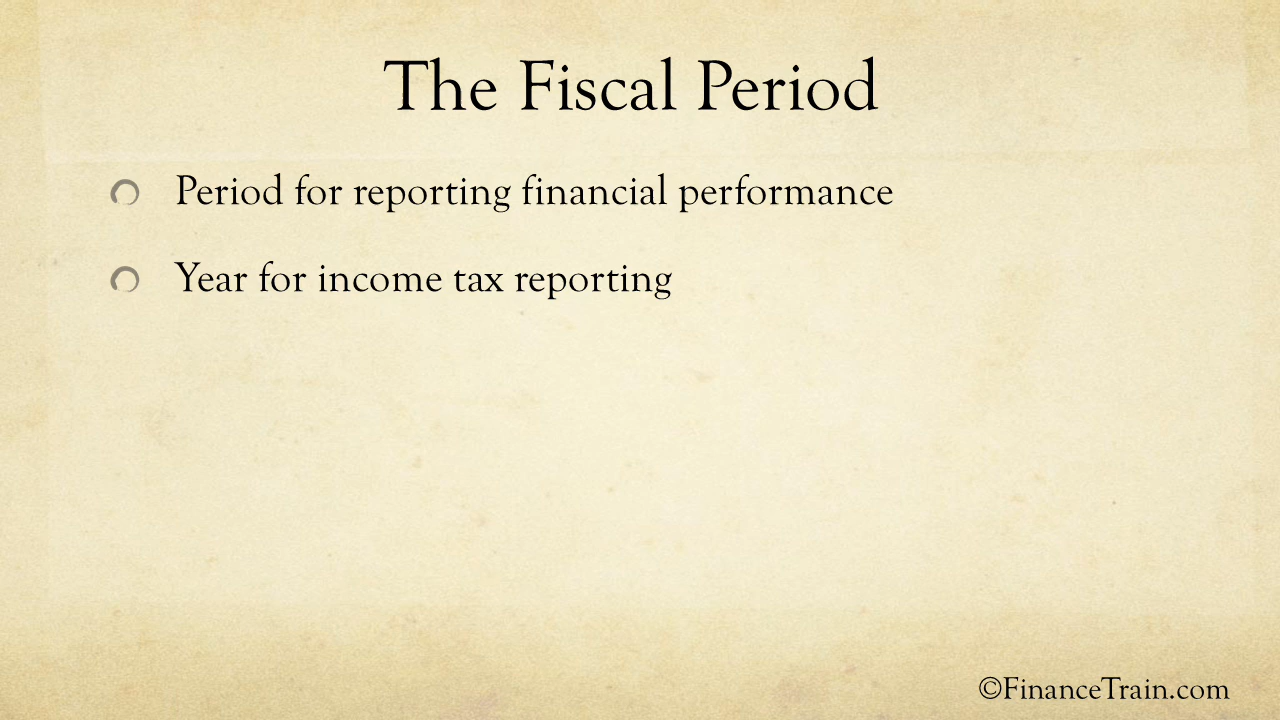 The Fiscal Period
Period for reporting financial performance
Year for income tax reporting
©FinanceTrain.com